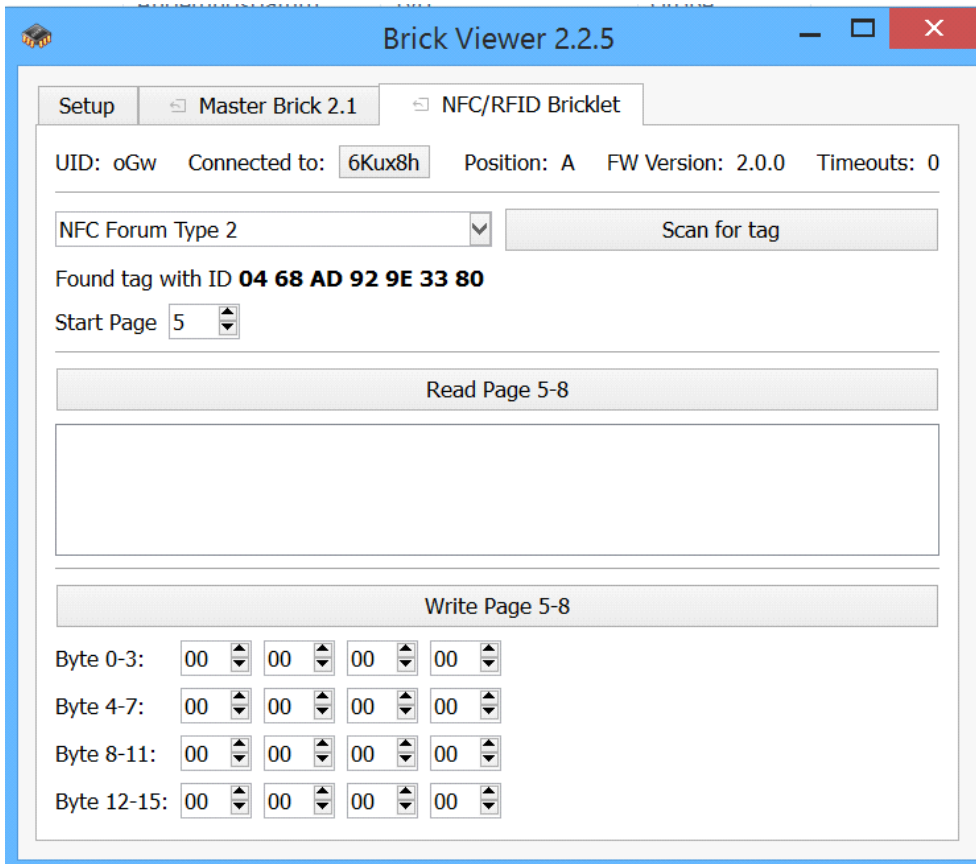 Brick Viewer 2.2.5
Setup Master Brick 2.1 NFC/RFID Bricklet
UID: oGw Connected to: 6Kux8h Position: A FW Version: 2.0.0 Timeouts: 0
NFC Forum Type 2 Scan for tag
Found tag with ID 04 68 AD 92 9E 33 80
Start Page 5
Read Page 5-8
Write Page 5-8
Byte 0-3: 00 00 00 00
Byte 4-7: 00 00 00 00
Byte 8-11: 00 00 00 00
Byte 12-15: 00 00 00 00